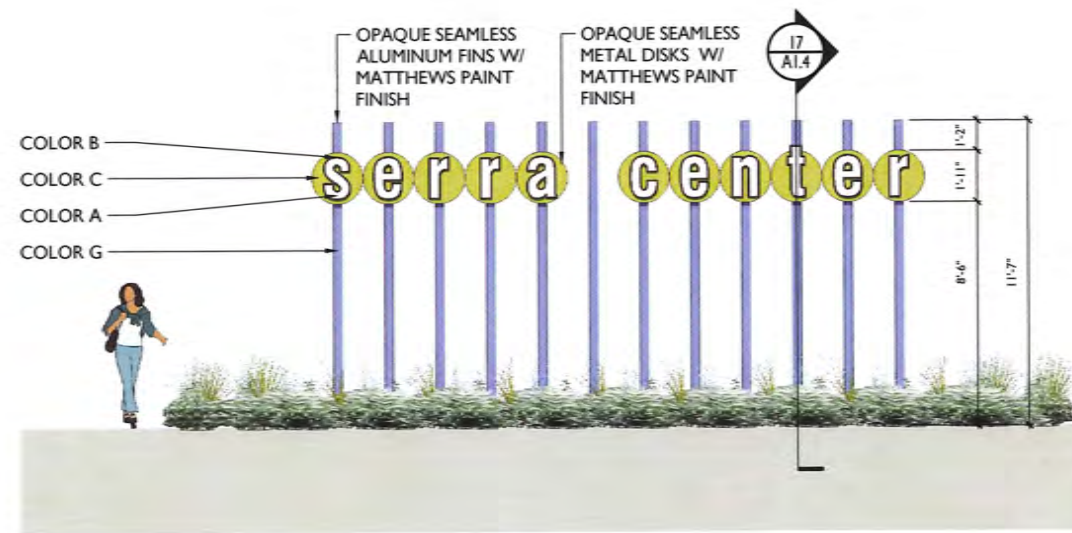 OPAQUE SEAMLESS
ALUMINUM FINS W/
MATTHEWS PAINT
FINISH
OPAQUE SEAMLESS
METAL DISKS W/
MATTHEWS PAINT
FINISH
17
A1.4
COLOR B
COLOR C
COLOR A
COLOR G
serra center
1'-2"
1'-11"
8'-6"
11'-7"